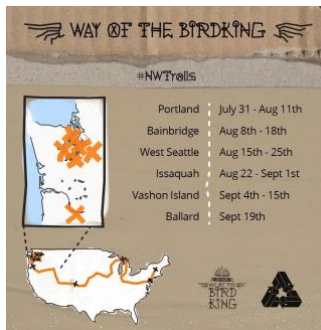 WAY OF THE BIRDKING
#NWTrolls
Portland July 31 - Aug 11th
Bainbridge Aug 8th - 18th
West Seattle Aug 15th - 25th
Issaquah Aug 22 - Sept 1st
Vashon Island Sept 4th - 15th
Ballard Sept 19th
BIRD
KING